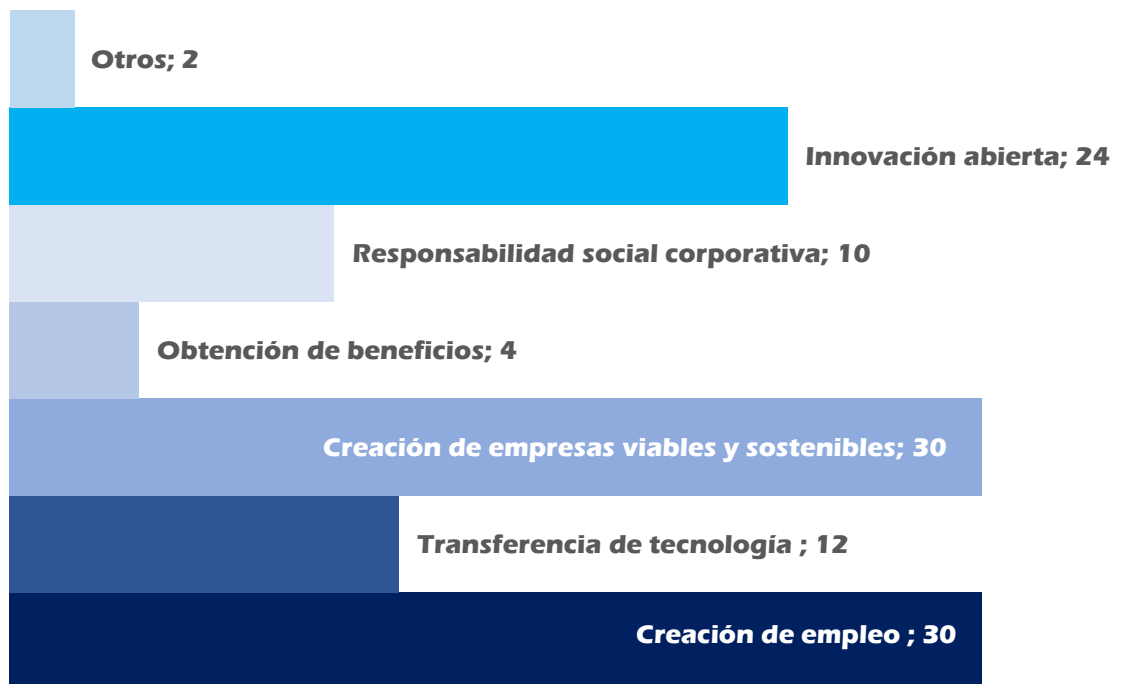 Otros; 2
Innovación abierta; 24
Responsabilidad social corporativa; 10
Obtención de beneficios; 4
Creación de empresas viables y sostenibles; 30
Transferencia de tecnología ; 12
Creación de empleo ; 30